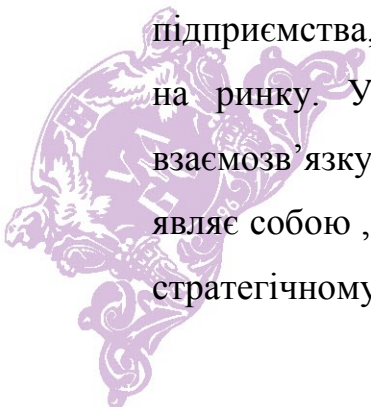 підприємства,
на ринку. У
взаємозв’язку
являє собою ,
стратегічному